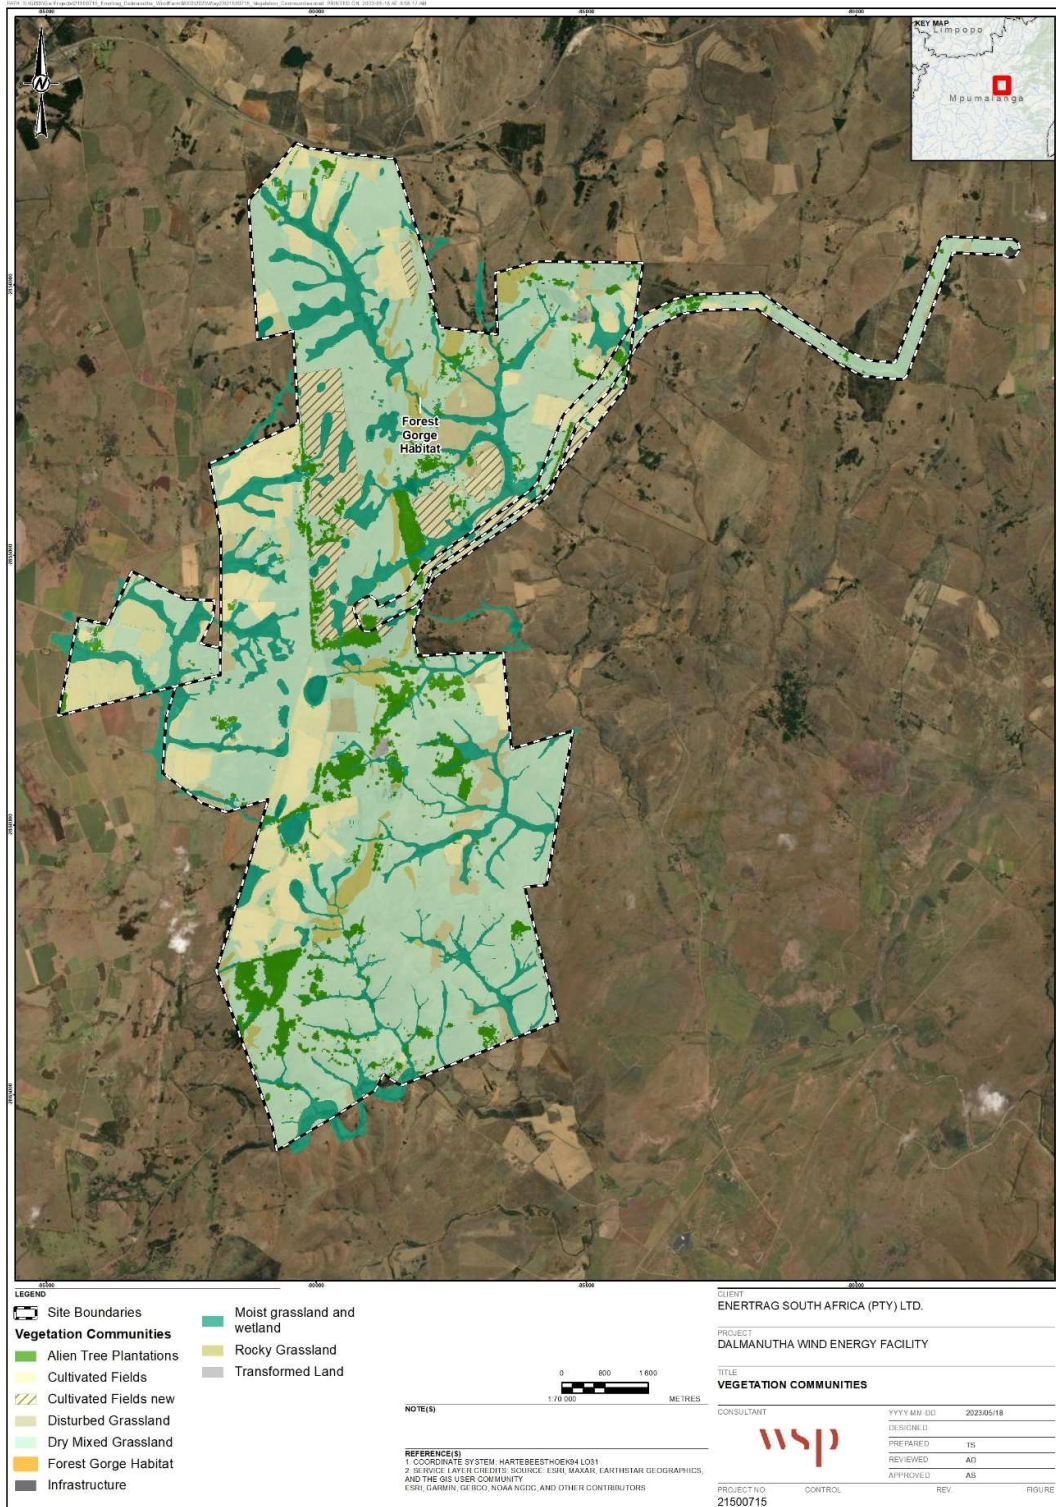 KEY MAP
Limpopo
Mpumalanga
N
Forest
Gorge
Habitat
LEGEND
Site Boundaries
Vegetation Communities
Alien Tree Plantations
Cultivated Fields
Cultivated Fields new
Disturbed Grassland
Dry Mixed Grassland
Forest Gorge Habitat
Infrastructure
Moist grassland and
wetland
Rocky Grassland
Transformed Land
0 800 1 600
1:70 000 METRES
NOTE(S)
REFERENCE(S)
1. COORDINATE SYSTEM: HARTEBEESTHOEK94 LO31
2. SERVICE LAYER CREDITS: SOURCE: ESRI, MAXAR, EARTHSTAR GEOGRAPHICS,
AND THE GIS USER COMMUNITY
ESRI, GARMIN, GEBCO, NOAA NGDC, AND OTHER CONTRIBUTORS
CLIENT
ENERTRAG SOUTH AFRICA (PTY) LTD.
PROJECT
DALMANUTHA WIND ENERGY FACILITY
TITLE
VEGETATION COMMUNITIES
CONSULTANT
wsp
YYYY-MM-DD 2023/05/18
DESIGNED
PREPARED TS
REVIEWED AD
APPROVED AS
PROJECT NO. CONTROL REV. FIGURE
21500715